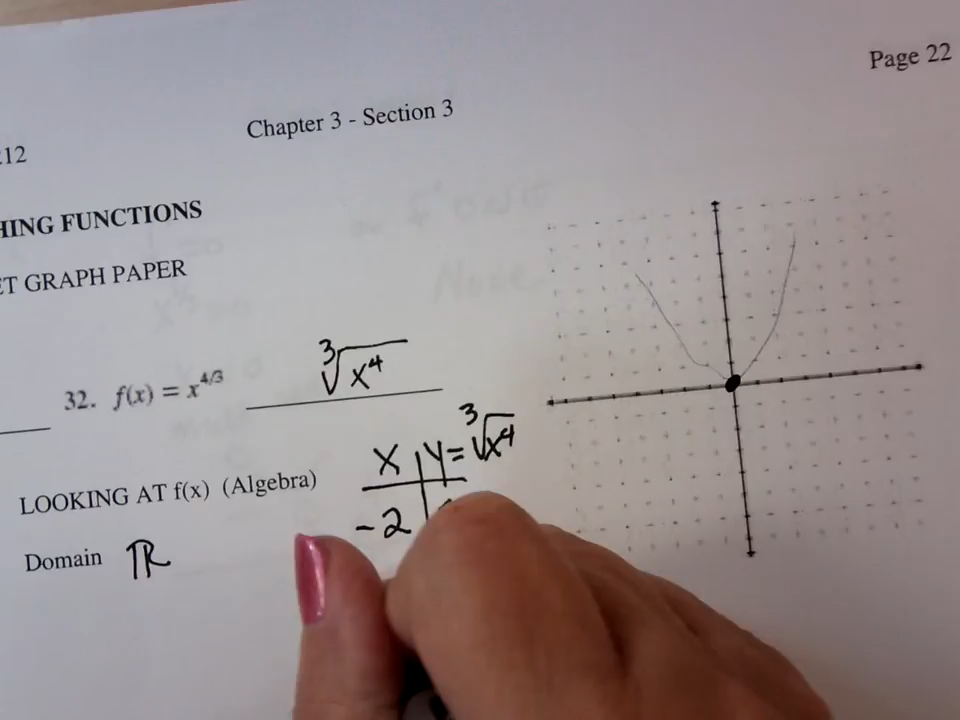 Page 22
Chapter 3 - Section 3
:12
HING FUNCTIONS
ET GRAPH PAPER
32. f(x) = x^{4/3} ∛x⁴
LOOKING AT f(x) (Algebra)
x y = ∛x⁴
-2
Domain ℝ